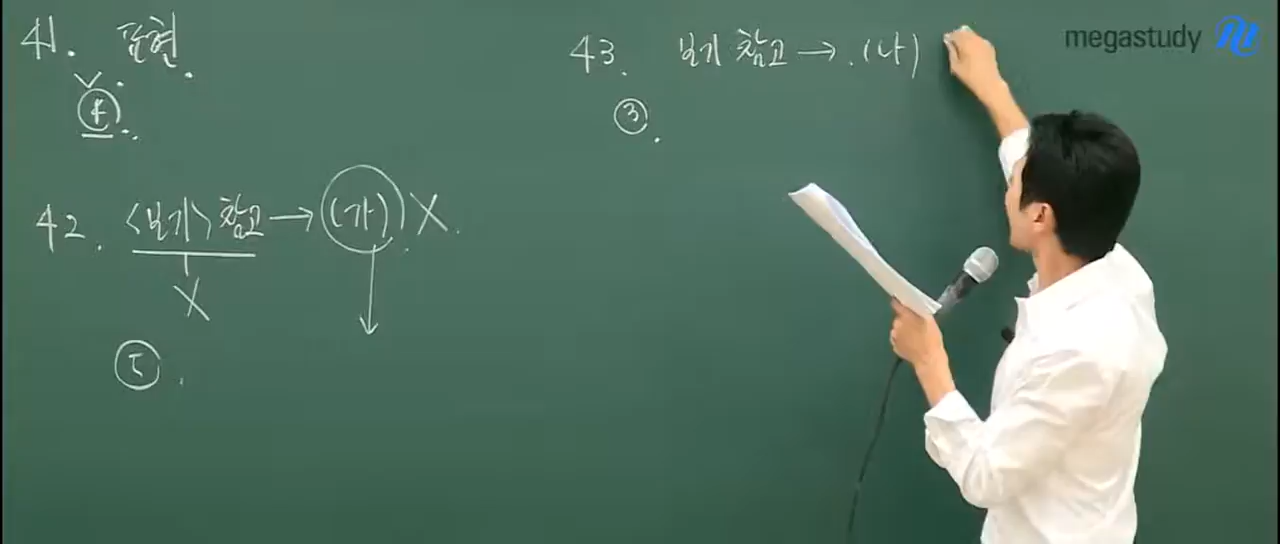 41. 표현.
④
42. <보기> 참고 → (가) X.
X
⑤.
43. 보기 참고 → (나)
③.
megastudy